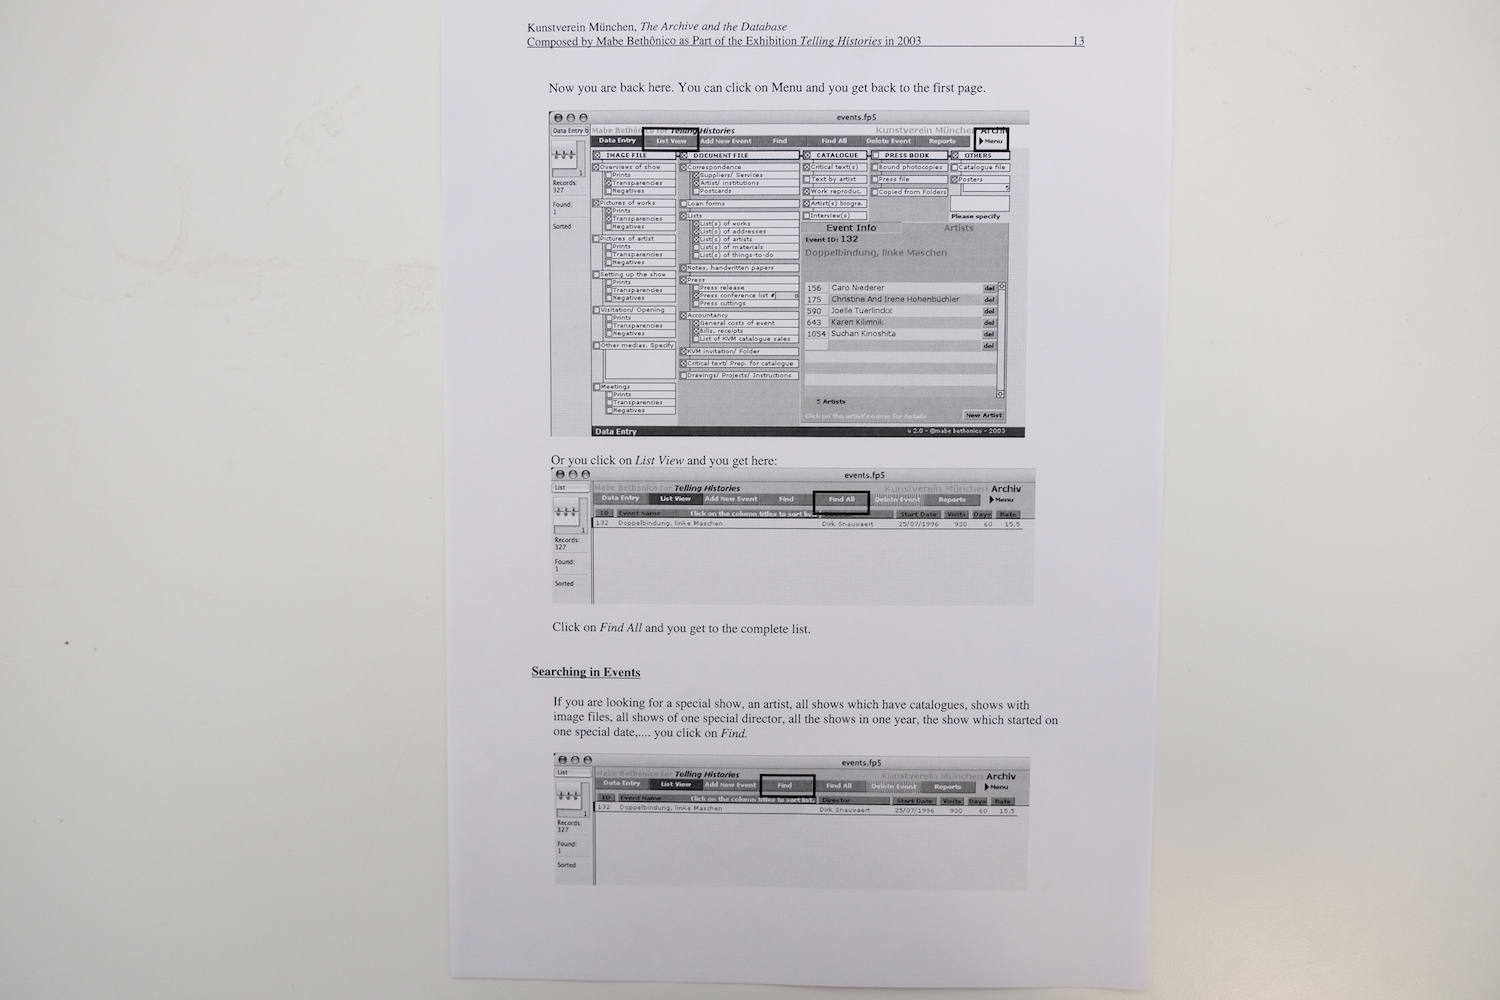 Kunstverein München, The Archive and the Database
Composed by Mabe Bethônico as Part of the Exhibition Telling Histories in 2003 13
Now you are back here. You can click on Menu and you get back to the first page.
events.fp5
Data Entry Mabe Bethônico for Telling Histories Kunstverein München Archiv
Data Entry List View Add New Event Find Find All Delete Event Reports Menu
1
Records:
327
Found:
1
Sorted
IMAGE FILE
Overviews of show
Prints
Transparencies
Negatives
Pictures of works
Prints
Transparencies
Negatives
Pictures of artist
Prints
Transparencies
Negatives
Setting up the show
Prints
Transparencies
Negatives
Visitation/ Opening
Prints
Transparencies
Negatives
Other medias. Specify
Meetings
Prints
Transparencies
Negatives
DOCUMENT FILE
Correspondence
Suppliers/ Services
Artist/ institutions
Postcards
Loan forms
Lists
List(s) of works
List(s) of addresses
List(s) of artists
List(s) of materials
List(s) of things-to-do
Notes, handwritten papers
Press
Press release
Press conference list #
Press cuttings
Accountancy
General costs of event
Bills, receipts
List of KVM catalogue sales
KVM invitation/ Folder
Critical text/ Prep. for catalogue
Drawings/ Projects/ Instructions
CATALOGUE
Critical text(s)
Text by artist
Work reproduc.
Artist(s) biogra.
Interview(s)
PRESS BOOK
Bound photocopies
Press file
Copied from Folders
OTHERS
Catalogue file
Posters
5
Please specify
Event Info Artists
Event ID: 132
Doppelbindung, linke Maschen
156 Caro Niederer del
175 Christine And Irene Hohenbüchler del
590 Joelle Tuerlinckx del
643 Karen Kilimnik del
1054 Suchan Kinoshita del
del
5 Artists
Click on the artist's name for details New Artist
Data Entry v 2.0 - ©mabe bethonico - 2003
Or you click on List View and you get here:
events.fp5
List Mabe Bethônico for Telling Histories Kunstverein München Archiv
Data Entry List View Add New Event Find Find All Delete Event Reports Menu
ID Event Name Click on the column titles to sort list. Director Start Date Visits Days Rate
132 Doppelbindung, linke Maschen Dirk Snauwaert 25/07/1996 930 60 15,5
1
Records:
327
Found:
1
Sorted
Click on Find All and you get to the complete list.
Searching in Events
If you are looking for a special show, an artist, all shows which have catalogues, shows with
image files, all shows of one special director, all the shows in one year, the show which started on
one special date,.... you click on Find.
events.fp5
List Mabe Bethônico for Telling Histories Kunstverein München Archiv
Data Entry List View Add New Event Find Find All Delete Event Reports Menu
ID Event Name Click on the column titles to sort list. Director Start Date Visits Days Rate
132 Doppelbindung, linke Maschen Dirk Snauwaert 25/07/1996 930 60 15,5
1
Records:
327
Found:
1
Sorted